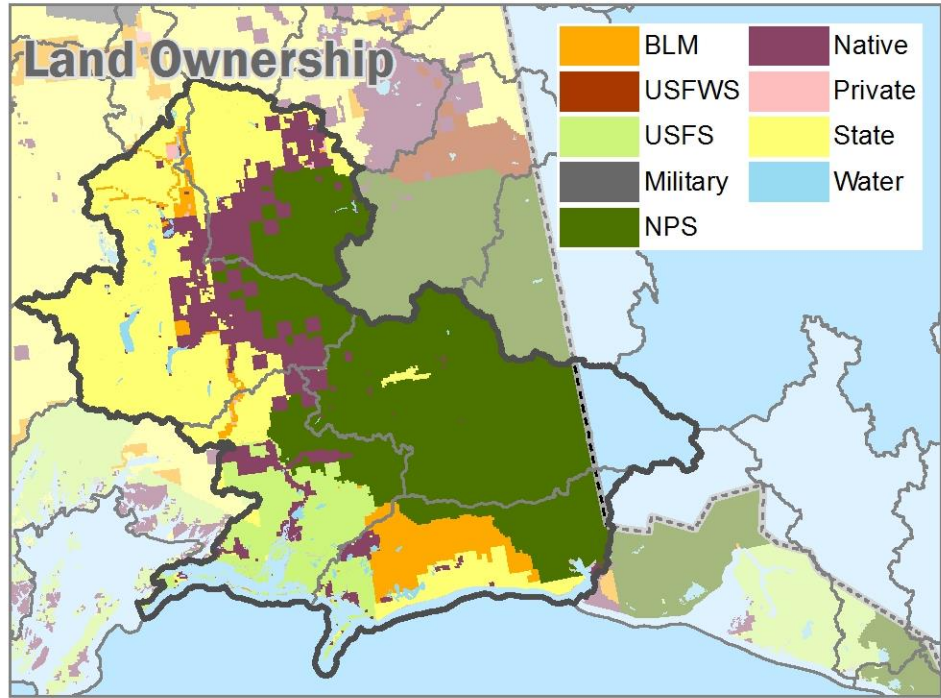 Land Ownership
BLM
USFWS
USFS
Military
NPS
Native
Private
State
Water